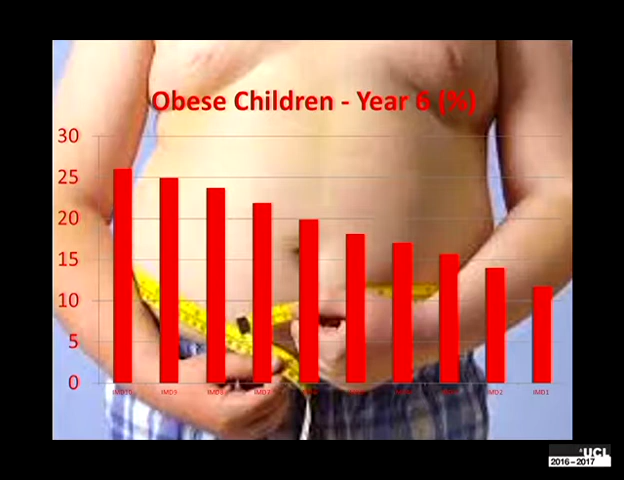 Obese Children - Year 6 (%)
30
25
20
15
10
5
0
IMD10 IMD9 IMD8 IMD7 IMD2 IMD1
UCL
2016 – 2017